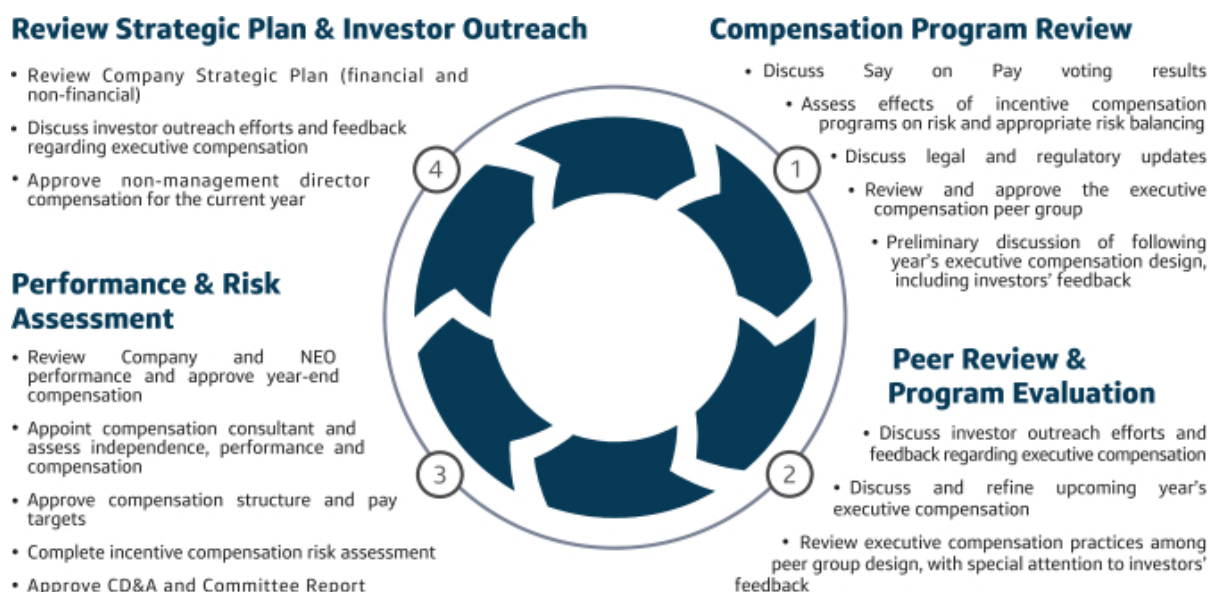 Review Strategic Plan & Investor Outreach
• Review Company Strategic Plan (financial and
non-financial)
• Discuss investor outreach efforts and feedback
regarding executive compensation
• Approve non-management director
compensation for the current year
Compensation Program Review
• Discuss Say on Pay voting results
• Assess effects of incentive compensation
programs on risk and appropriate risk balancing
• Discuss legal and regulatory updates
• Review and approve the executive
compensation peer group
• Preliminary discussion of following
year's executive compensation design,
including investors' feedback
4
1
Performance & Risk
Assessment
• Review Company and NEO
performance and approve year-end
compensation
• Appoint compensation consultant and
assess independence, performance and
compensation
• Approve compensation structure and pay
targets
• Complete incentive compensation risk assessment
• Approve CD&A and Committee Report
3
2
Peer Review &
Program Evaluation
• Discuss investor outreach efforts and
feedback regarding executive compensation
• Discuss and refine upcoming year's
executive compensation
• Review executive compensation practices among
peer group design, with special attention to investors'
feedback